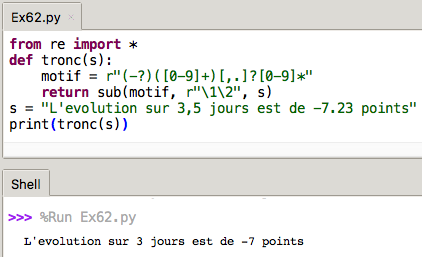 Ex62.py ×
from re import *
def tronc(s):
    motif = r"(-?)([0-9]+)[,.]?[0-9]*"
    return sub(motif, r"\1\2", s)
s = "L'evolution sur 3,5 jours est de -7.23 points"
print(tronc(s))
Shell
>>> %Run Ex62.py
L'evolution sur 3 jours est de -7 points